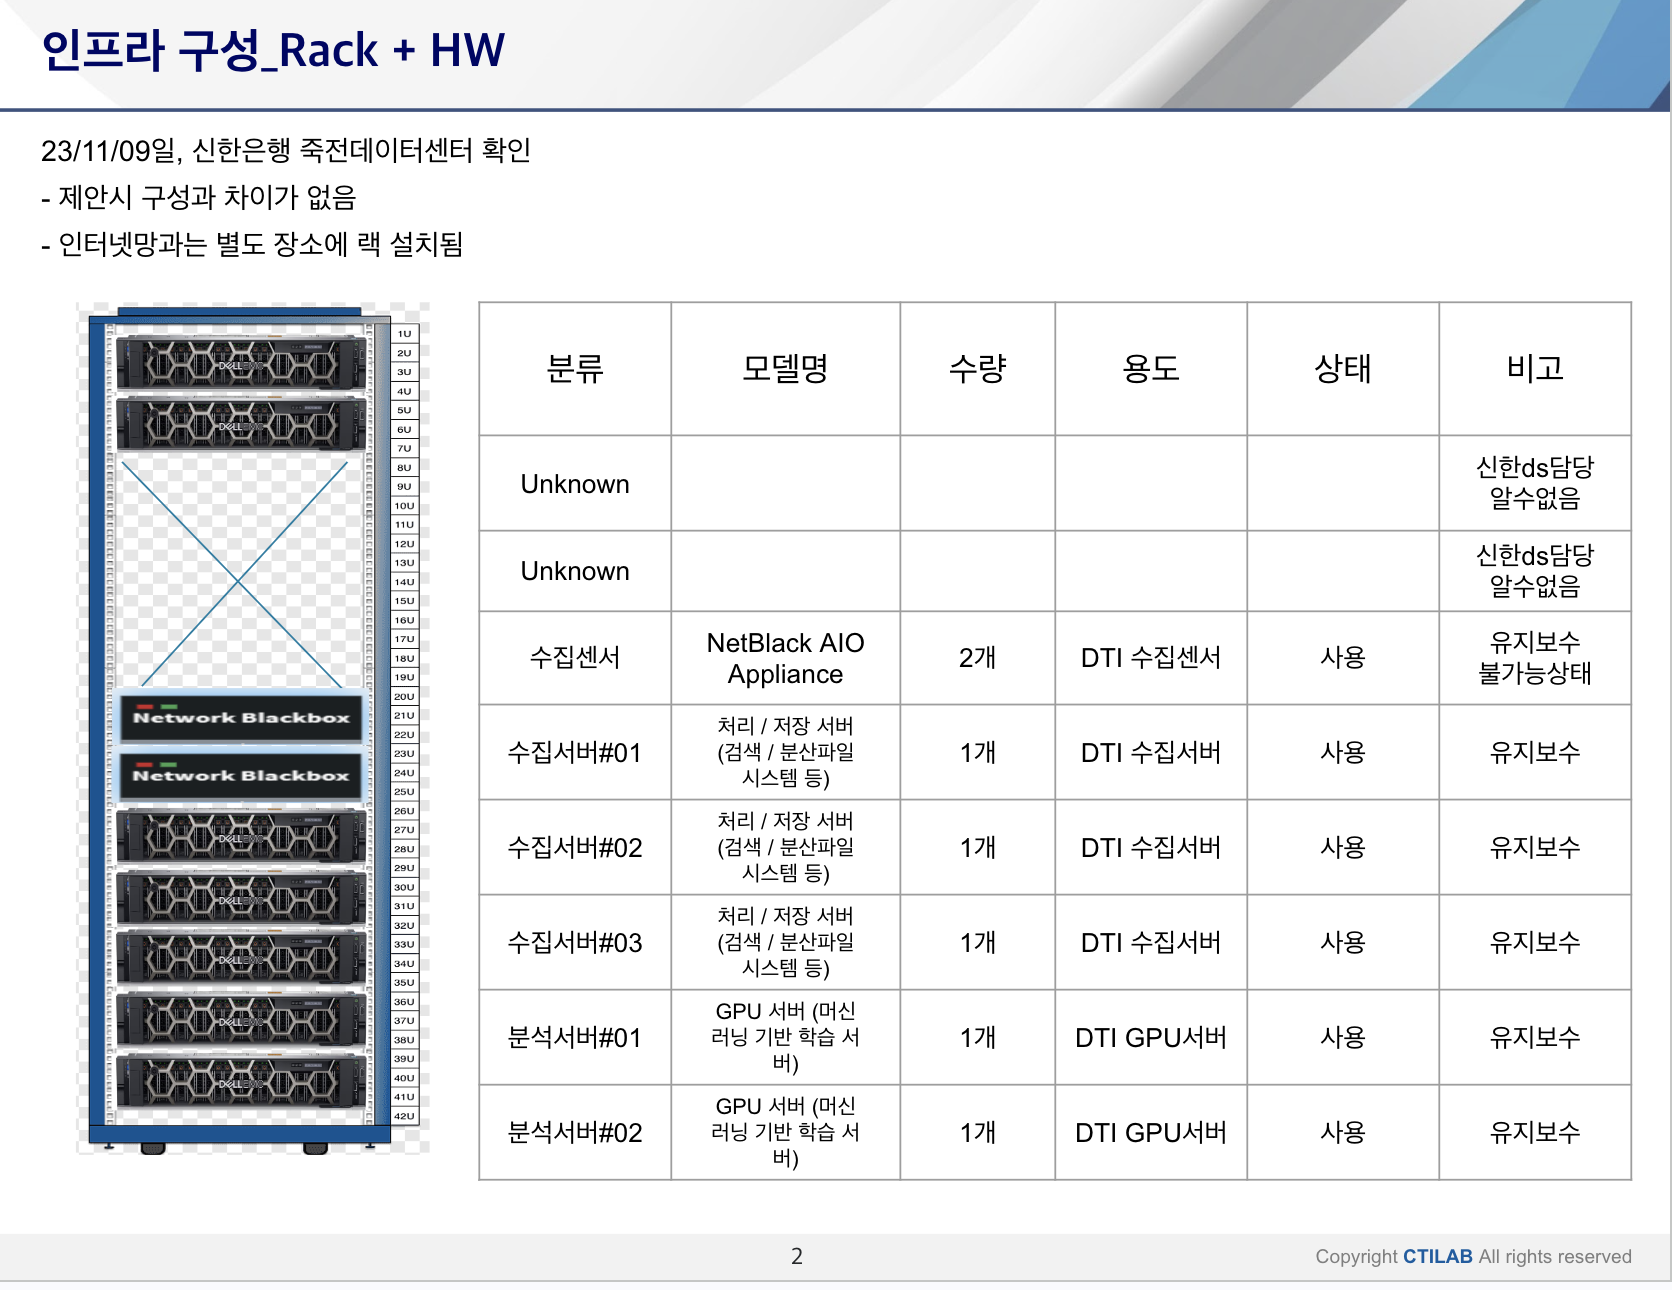 인프라 구성_Rack + HW
23/11/09일, 신한은행 죽전데이터센터 확인
- 제안시 구성과 차이가 없음
- 인터넷망과는 별도 장소에 랙 설치됨
1U
2U
3U
4U
5U
6U
7U
8U
9U
10U
11U
12U
13U
14U
15U
16U
17U
18U
19U
20U
21U
22U
23U
24U
25U
26U
27U
28U
29U
30U
31U
32U
33U
34U
35U
36U
37U
38U
39U
40U
41U
42U
DELLEMC
DELLEMC
Network Blackbox
Network Blackbox
DELLEMC
DELLEMC
DELLEMC
DELLEMC
DELLEMC
분류 모델명 수량 용도 상태 비고
Unknown 신한ds담당
알수없음
Unknown 신한ds담당
알수없음
수집센서 NetBlack AIO
Appliance 2개 DTI 수집센서 사용 유지보수
불가능상태
수집서버#01 처리 / 저장 서버
(검색 / 분산파일
시스템 등) 1개 DTI 수집서버 사용 유지보수
수집서버#02 처리 / 저장 서버
(검색 / 분산파일
시스템 등) 1개 DTI 수집서버 사용 유지보수
수집서버#03 처리 / 저장 서버
(검색 / 분산파일
시스템 등) 1개 DTI 수집서버 사용 유지보수
분석서버#01 GPU 서버 (머신
러닝 기반 학습 서
버) 1개 DTI GPU서버 사용 유지보수
분석서버#02 GPU 서버 (머신
러닝 기반 학습 서
버) 1개 DTI GPU서버 사용 유지보수
2
Copyright CTILAB All rights reserved